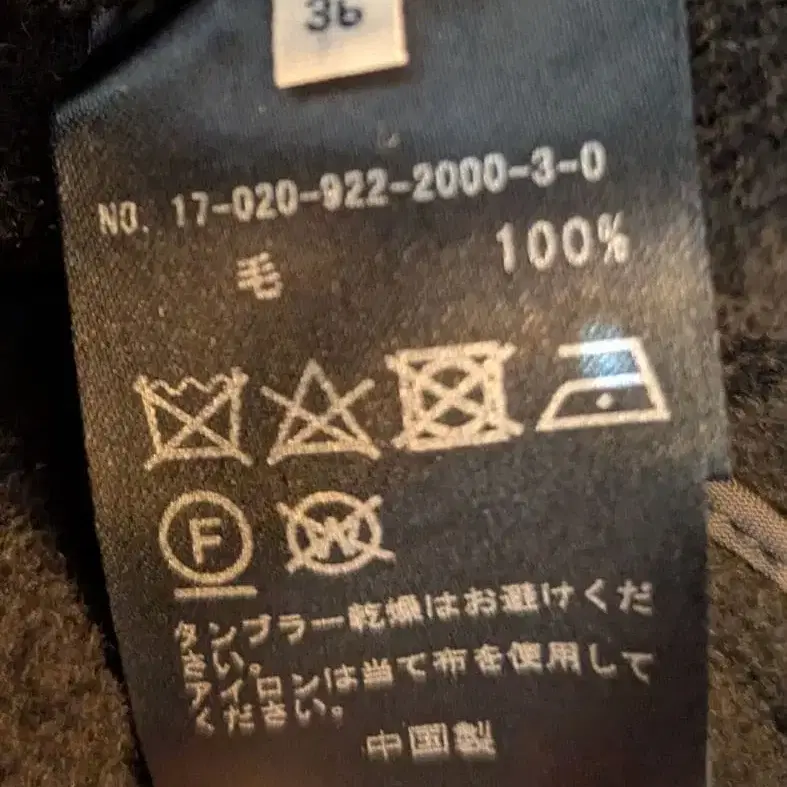 36
NO. 17-020-922-2000-3-0
毛 100%
F W
タンブラー乾燥はお避けくだ
さい。
アイロンは当て布を使用して
ください。
中国製